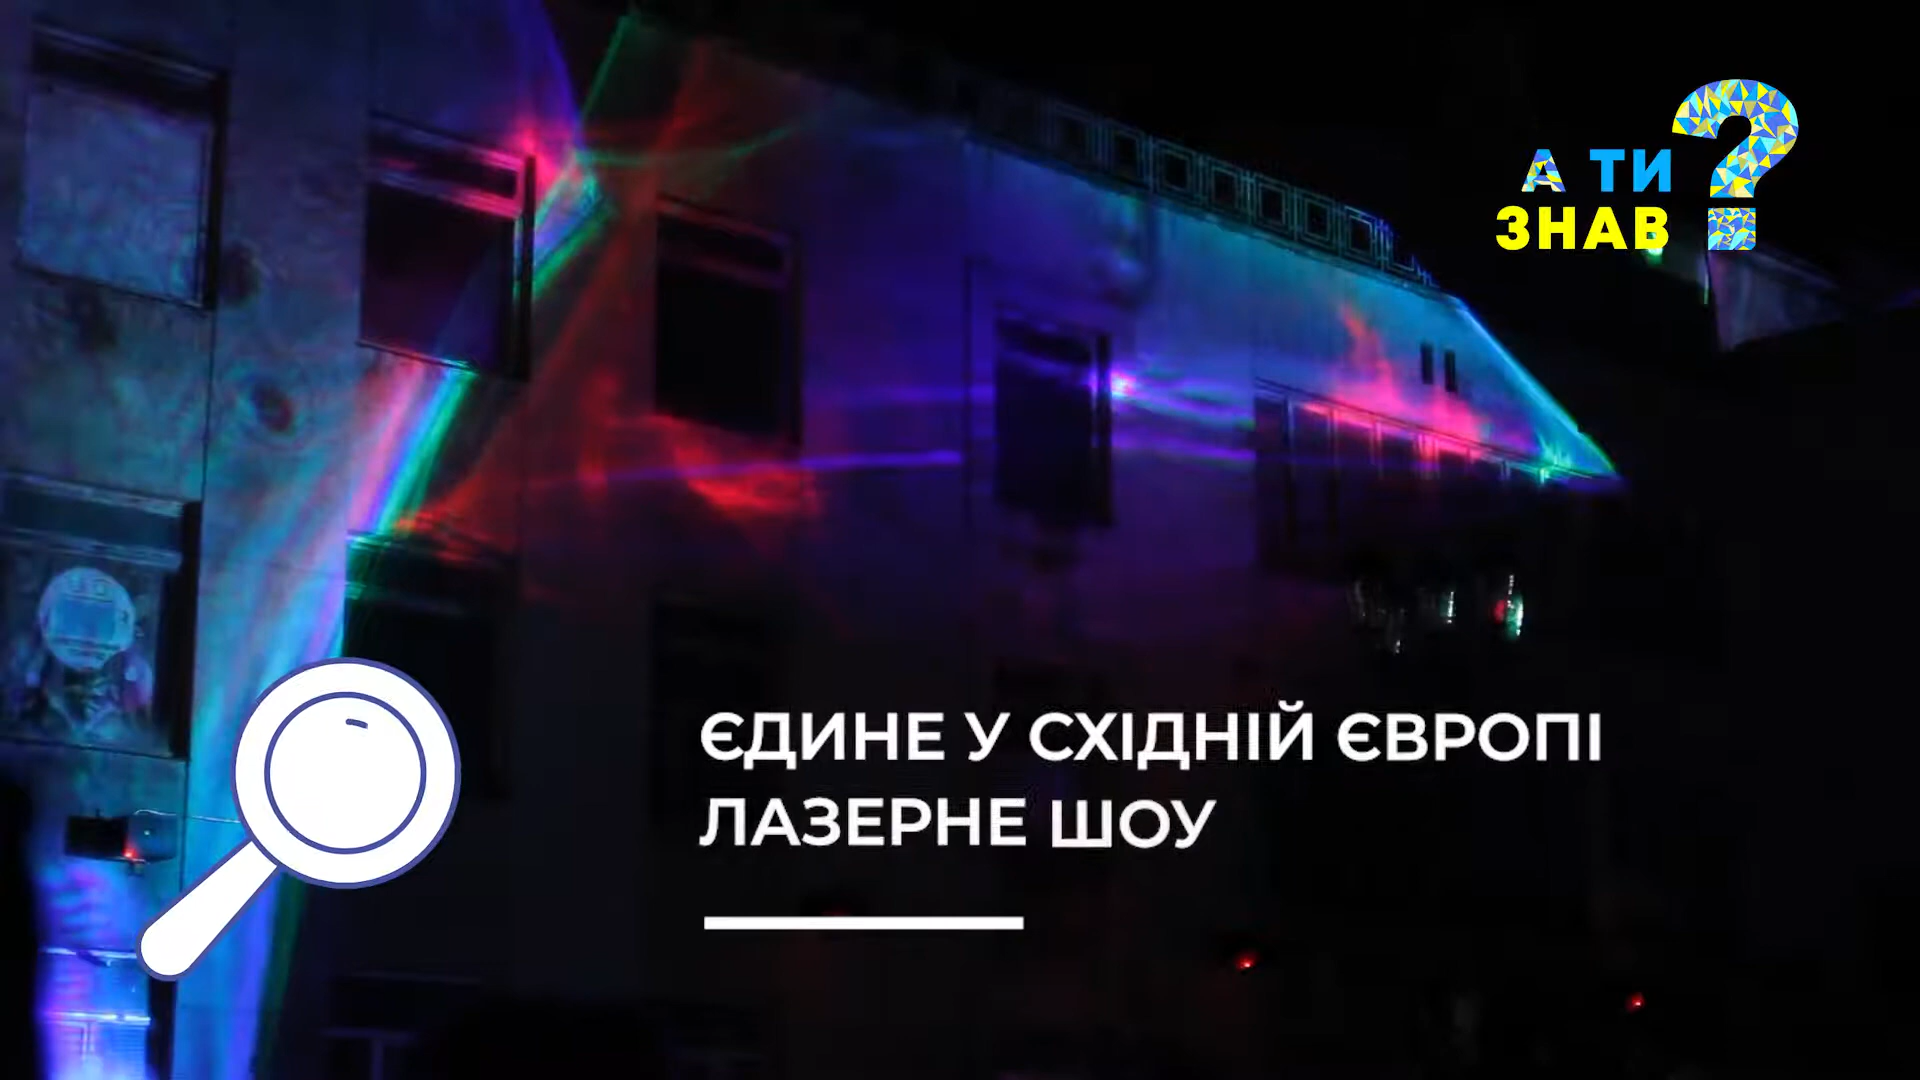 А ТИ
ЗНАВ?
ЄДИНЕ У СХІДНІЙ ЄВРОПІ
ЛАЗЕРНЕ ШОУ